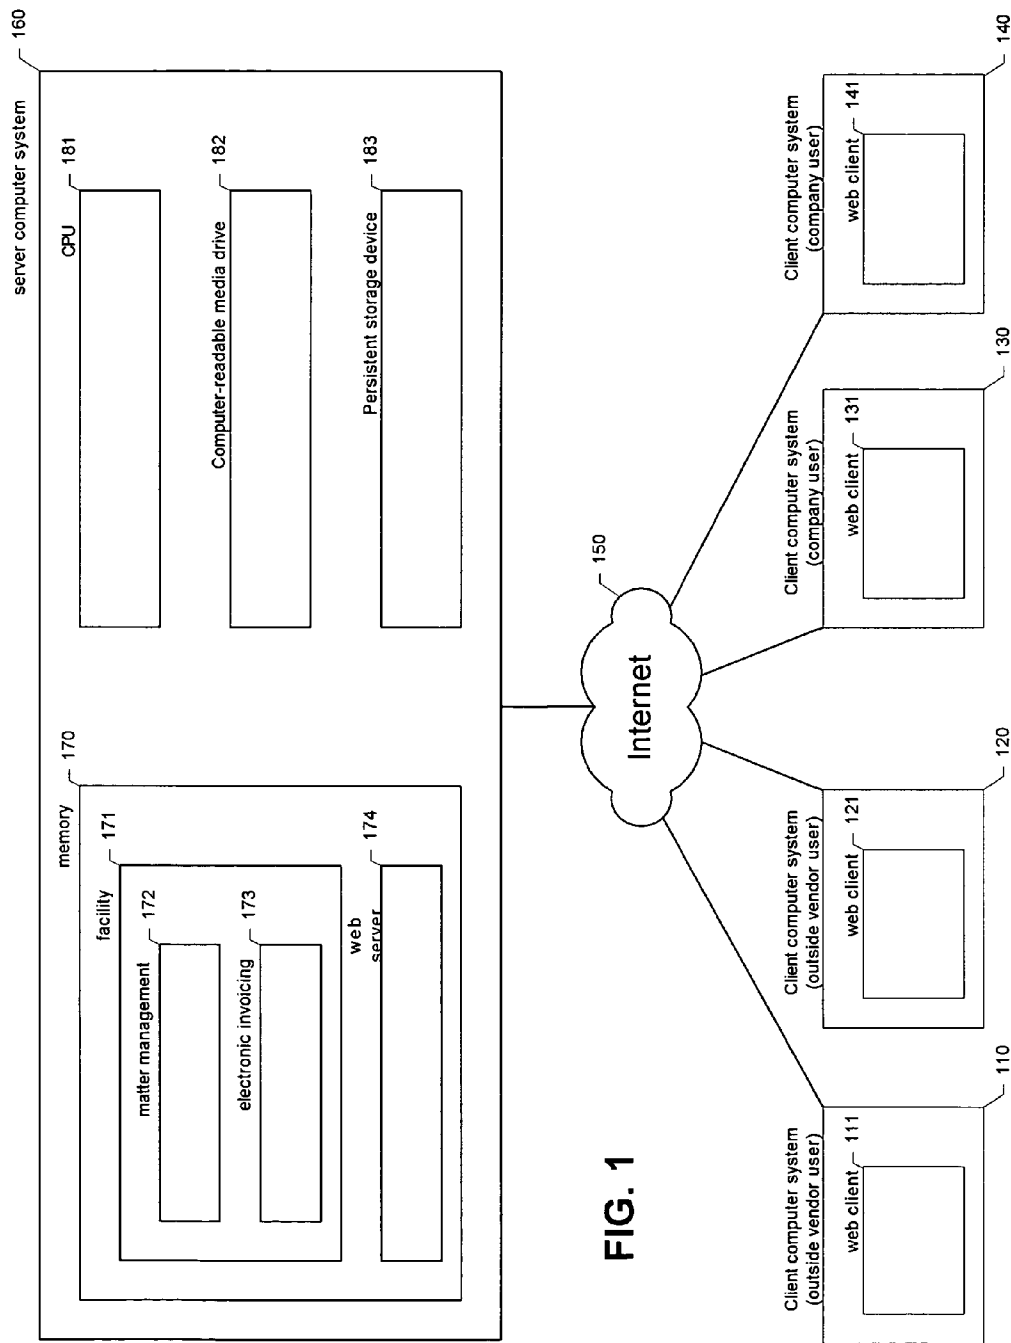 server computer system
160
memory
170
facility
171
matter management
172
electronic invoicing
173
web
server
174
CPU
181
Computer-readable media drive
182
Persistent storage device
183
Internet
150
FIG. 1
Client computer system
(outside vendor user)
web client
111
110
Client computer system
(outside vendor user)
web client
121
120
Client computer system
(company user)
web client
131
130
Client computer system
(company user)
web client
141
140